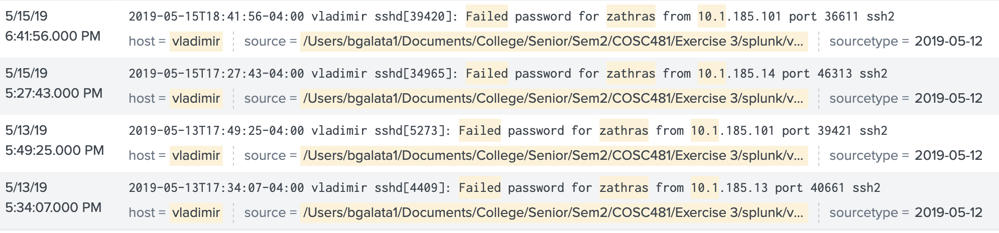 5/15/19 2019-05-15T18:41:56-04:00 vladimir sshd[39420]: Failed password for zathras from 10.1.185.101 port 36611 ssh2
6:41:56.000 PM host = vladimir source = /Users/bgalata1/Documents/College/Senior/Sem2/COSC481/Exercise 3/splunk/v... sourcetype = 2019-05-12
5/15/19 2019-05-15T17:27:43-04:00 vladimir sshd[34965]: Failed password for zathras from 10.1.185.14 port 46313 ssh2
5:27:43.000 PM host = vladimir source = /Users/bgalata1/Documents/College/Senior/Sem2/COSC481/Exercise 3/splunk/v... sourcetype = 2019-05-12
5/13/19 2019-05-13T17:49:25-04:00 vladimir sshd[5273]: Failed password for zathras from 10.1.185.101 port 39421 ssh2
5:49:25.000 PM host = vladimir source = /Users/bgalata1/Documents/College/Senior/Sem2/COSC481/Exercise 3/splunk/v... sourcetype = 2019-05-12
5/13/19 2019-05-13T17:34:07-04:00 vladimir sshd[4409]: Failed password for zathras from 10.1.185.13 port 40661 ssh2
5:34:07.000 PM host = vladimir source = /Users/bgalata1/Documents/College/Senior/Sem2/COSC481/Exercise 3/splunk/v... sourcetype = 2019-05-12